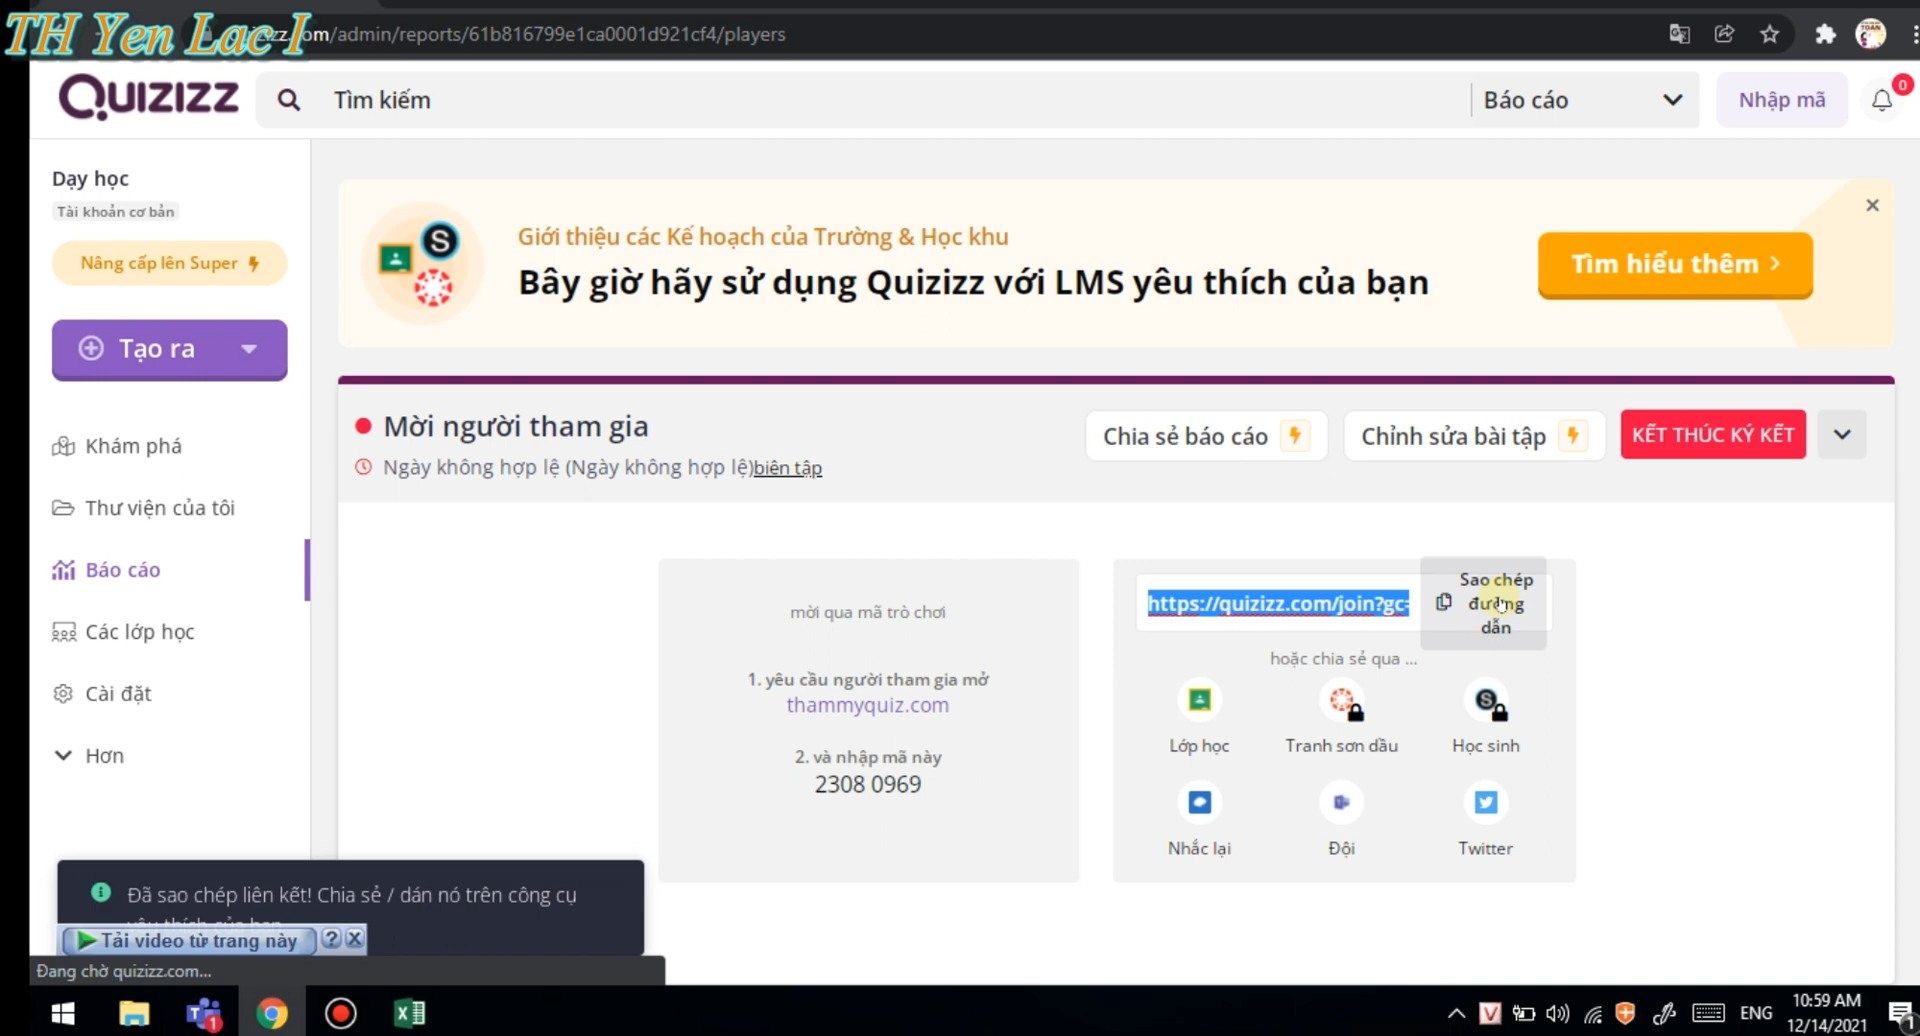 TH Yen Lac I
om/admin/reports/61b816799e1ca0001d921cf4/players
Quizizz
Tìm kiếm
Báo cáo
Nhập mã
0
Dạy học
Tài khoản cơ bản
Nâng cấp lên Super
Tạo ra
Khám phá
Thư viện của tôi
Báo cáo
Các lớp học
Cài đặt
Hơn
S
Giới thiệu các Kế hoạch của Trường & Học khu
Bây giờ hãy sử dụng Quizizz với LMS yêu thích của bạn
Tìm hiểu thêm
Mời người tham gia
Ngày không hợp lệ (Ngày không hợp lệ)biên tập
Chia sẻ báo cáo
Chỉnh sửa bài tập
KẾT THÚC KÝ KẾT
mời qua mã trò chơi
1. yêu cầu người tham gia mở
thammyquiz.com
2. và nhập mã này
2308 0969
https://quizizz.com/join?gc=
Sao chép
đường
dẫn
hoặc chia sẻ qua ...
Lớp học
Tranh sơn dầu
Học sinh
Nhắc lại
Đội
Twitter
Đã sao chép liên kết! Chia sẻ / dán nó trên công cụ
yêu thích của bạn
Tải video từ trang này
Đang chờ quizizz.com...
ENG
10:59 AM
12/14/2021
1